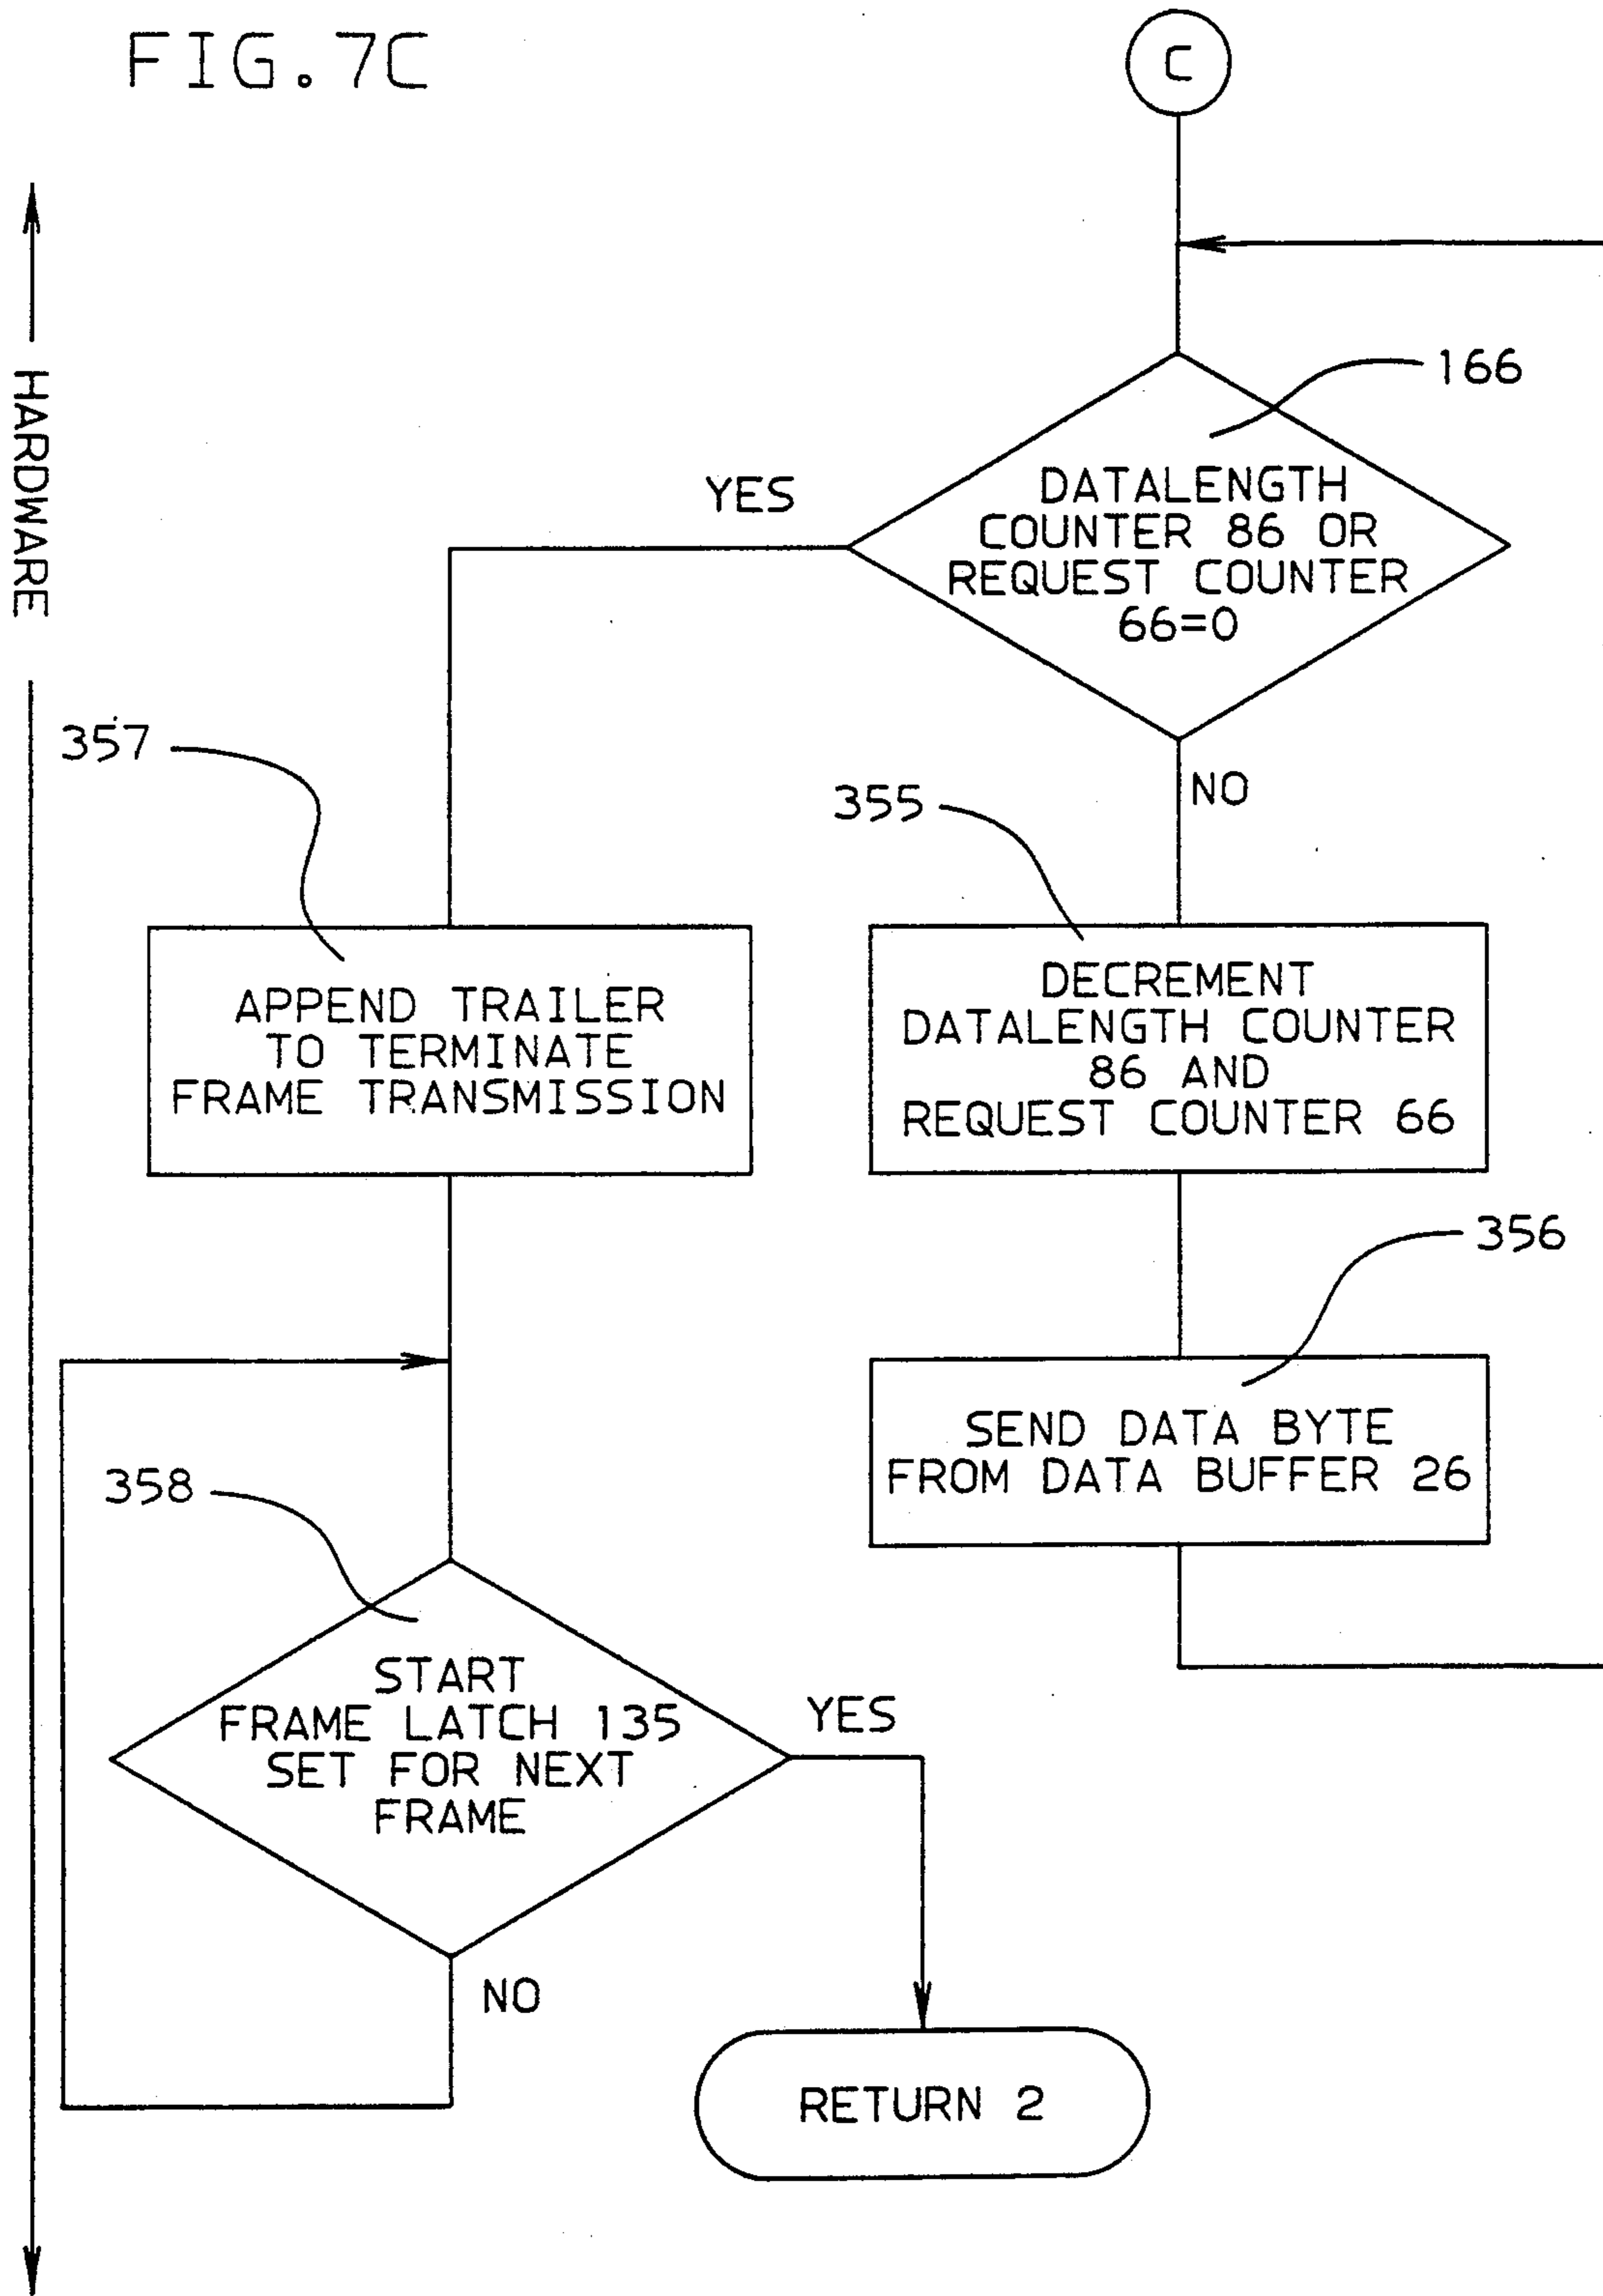 FIG. 7C
C
HARDWARE
166
DATALENGTH
COUNTER 86 OR
REQUEST COUNTER
66=0
YES
NO
357
355
APPEND TRAILER
TO TERMINATE
FRAME TRANSMISSION
DECREMENT
DATALENGTH COUNTER
86 AND
REQUEST COUNTER 66
356
SEND DATA BYTE
FROM DATA BUFFER 26
358
START
FRAME LATCH 135
SET FOR NEXT
FRAME
YES
NO
RETURN 2